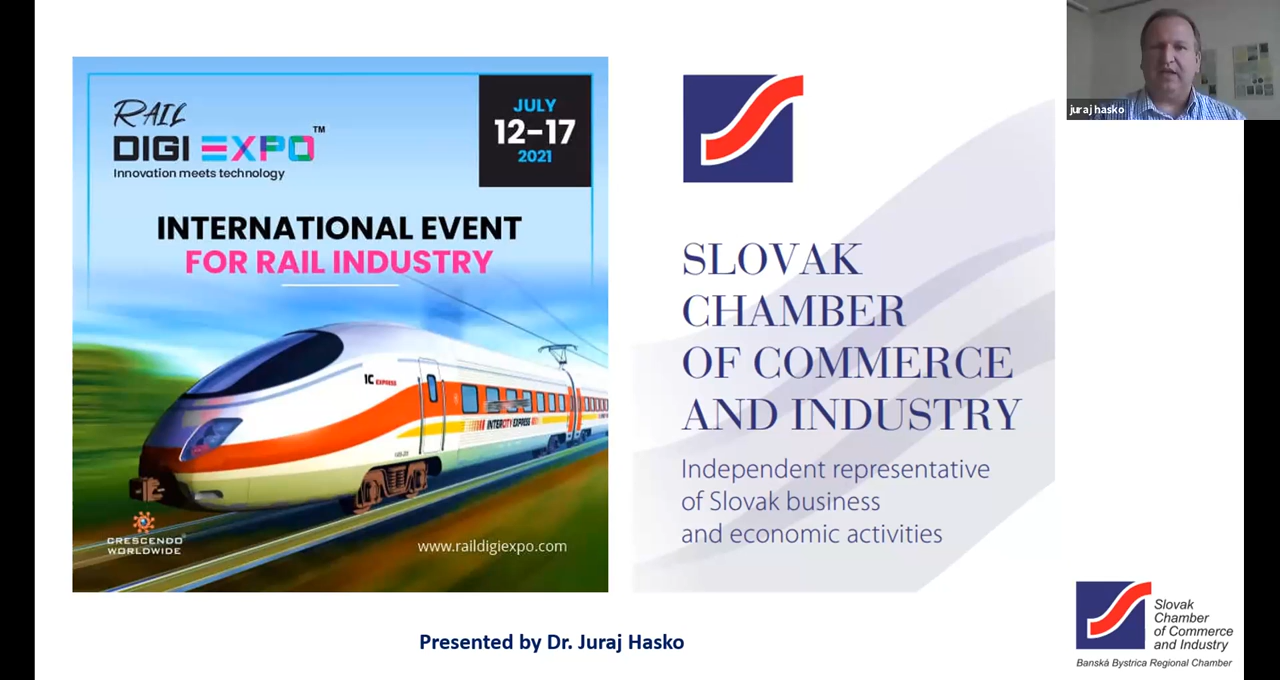 RAIL
DIGI EXPO™
Innovation meets technology
JULY
12-17
2021
INTERNATIONAL EVENT
FOR RAIL INDUSTRY
IC EXPRESS
INTERCITY EXPRESS
CRESCENDO
WORLDWIDE
www.raildigiexpo.com
SLOVAK
CHAMBER
OF COMMERCE
AND INDUSTRY
Independent representative
of Slovak business
and economic activities
juraj hasko
Presented by Dr. Juraj Hasko
Slovak
Chamber
of Commerce
and Industry
Banská Bystrica Regional Chamber